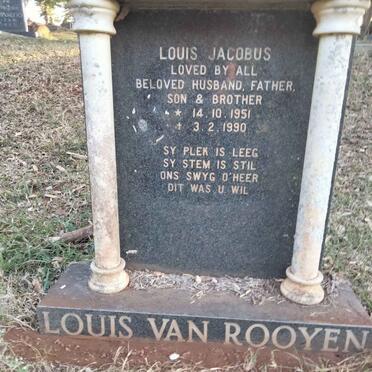 LOUIS JACOBUS
LOVED BY ALL
BELOVED HUSBAND, FATHER,
SON & BROTHER
★ 14.10.1951
✝ 3.2.1990
SY PLEK IS LEEG
SY STEM IS STIL
ONS SWYG O'HEER
DIT WAS U WIL
LOUIS VAN ROOYEN